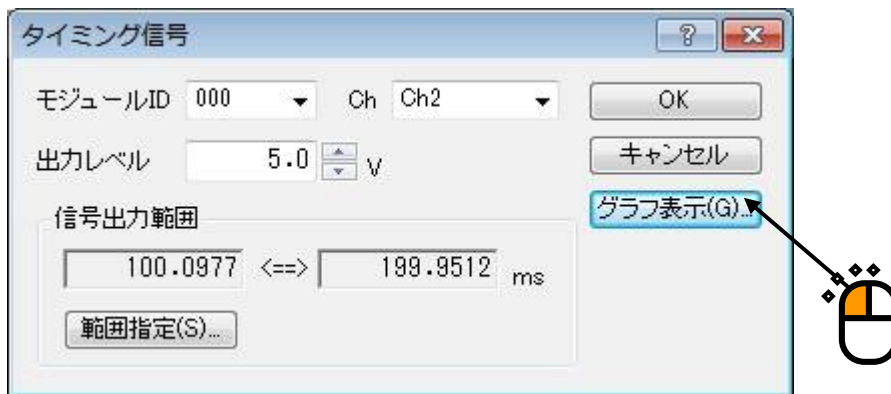 タイミング信号
モジュールID 000 Ch Ch2 OK
出力レベル 5.0 V キャンセル
グラフ表示(G)...
信号出力範囲
100.0977 <==> 199.9512 ms
範囲指定(S)...